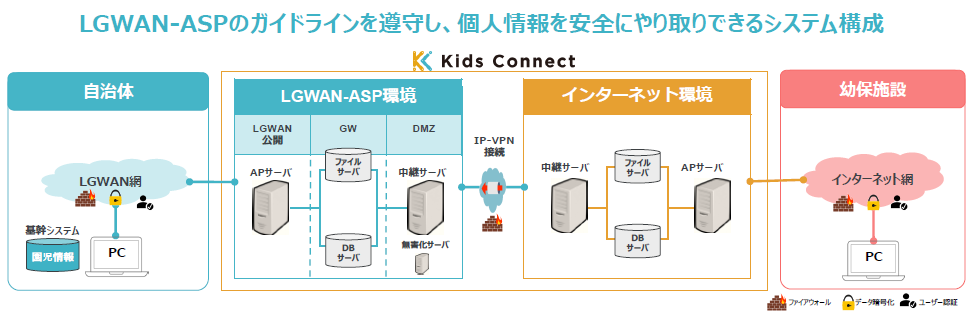 LGWAN-ASPのガイドラインを遵守し、個人情報を安全にやり取りできるシステム構成
Kids Connect
自治体
LGWAN-ASP環境
インターネット環境
幼保施設
LGWAN
公開
GW
DMZ
IP-VPN
接続
LGWAN網
APサーバ
ファイル
サーバ
中継サーバ
中継サーバ
ファイル
サーバ
APサーバ
インターネット網
基幹システム
園児情報
PC
DB
サーバ
無害化サーバ
DB
サーバ
PC
ファイアウォール
データ暗号化
ユーザー認証